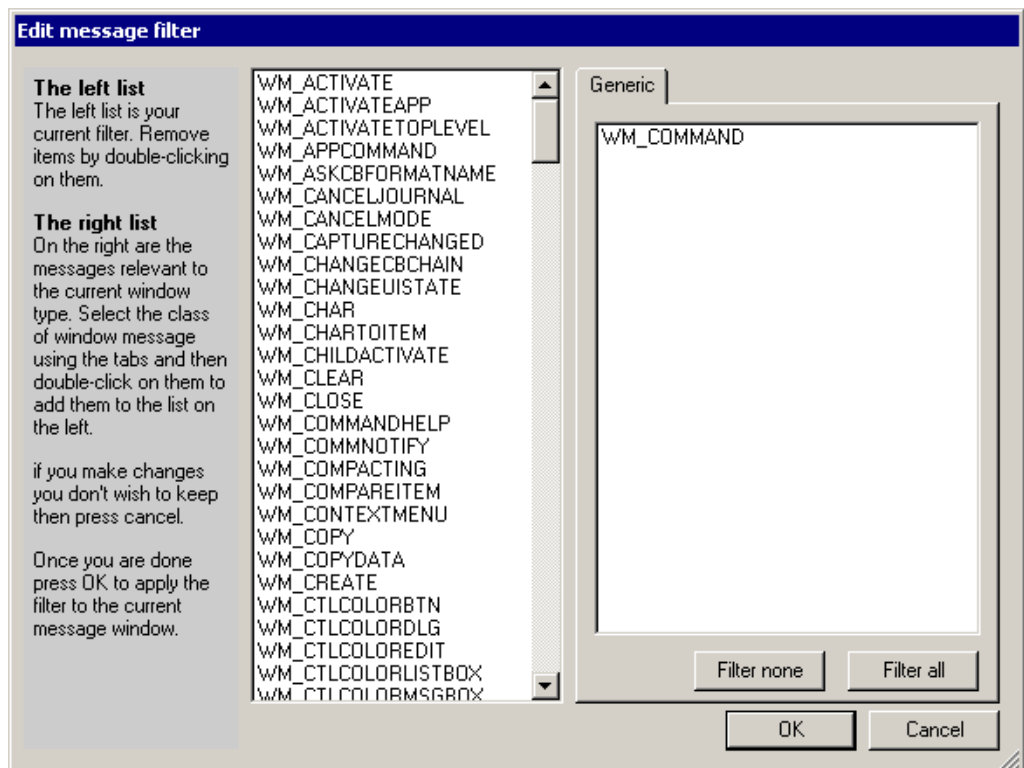 Edit message filter
The left list
The left list is your
current filter. Remove
items by double-clicking
on them.
The right list
On the right are the
messages relevant to
the current window
type. Select the class
of window message
using the tabs and then
double-click on them to
add them to the list on
the left.
if you make changes
you don't wish to keep
then press cancel.
Once you are done
press OK to apply the
filter to the current
message window.
WM_ACTIVATE
WM_ACTIVATEAPP
WM_ACTIVATETOPLEVEL
WM_APPCOMMAND
WM_ASKCBFORMATNAME
WM_CANCELJOURNAL
WM_CANCELMODE
WM_CAPTURECHANGED
WM_CHANGECBCHAIN
WM_CHANGEUISTATE
WM_CHAR
WM_CHARTOITEM
WM_CHILDACTIVATE
WM_CLEAR
WM_CLOSE
WM_COMMANDHELP
WM_COMMNOTIFY
WM_COMPACTING
WM_COMPAREITEM
WM_CONTEXTMENU
WM_COPY
WM_COPYDATA
WM_CREATE
WM_CTLCOLORBTN
WM_CTLCOLORDLG
WM_CTLCOLOREDIT
WM_CTLCOLORLISTBOX
WM_CTLCOLORMSGBOX
Generic
WM_COMMAND
Filter none
Filter all
OK
Cancel